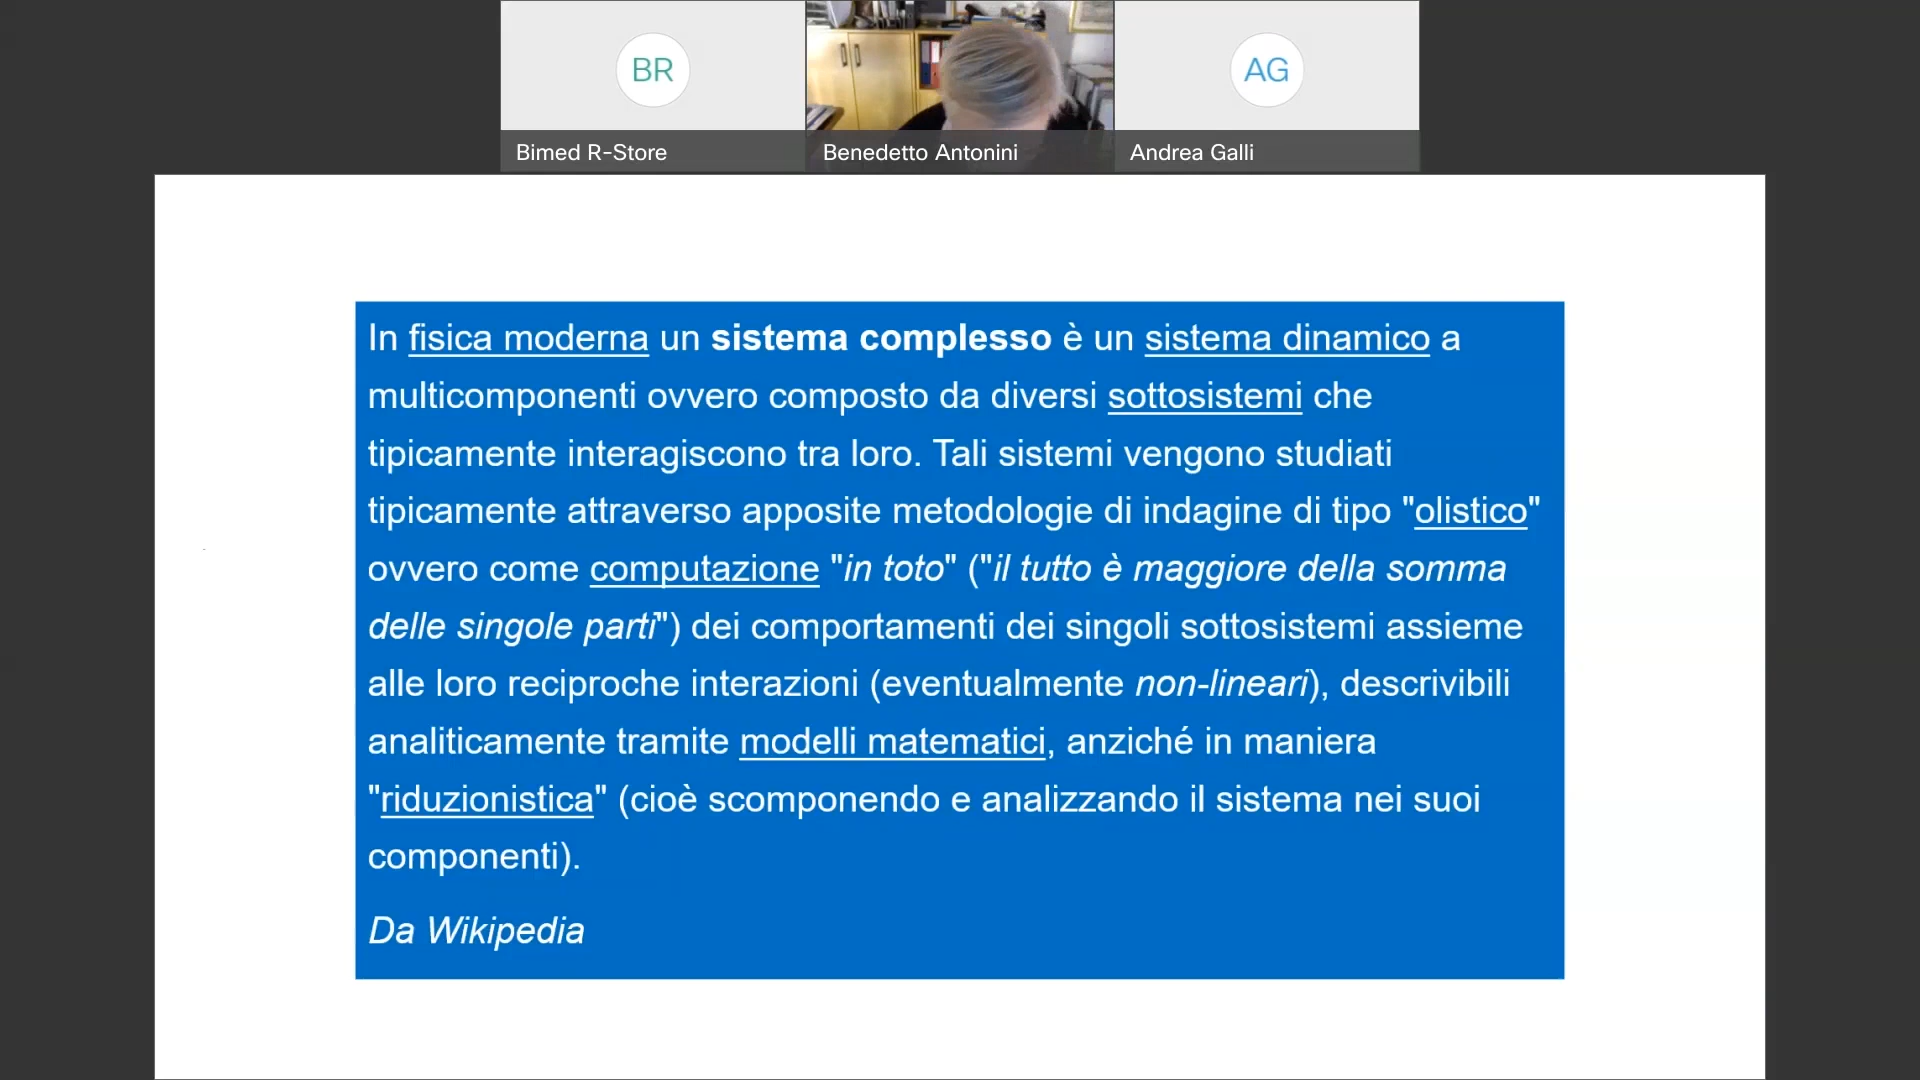 BR
AG
Bimed R-Store
Benedetto Antonini
Andrea Galli
In fisica moderna un sistema complesso è un sistema dinamico a
multicomponenti ovvero composto da diversi sottosistemi che
tipicamente interagiscono tra loro. Tali sistemi vengono studiati
tipicamente attraverso apposite metodologie di indagine di tipo "olistico"
ovvero come computazione "in toto" ("il tutto è maggiore della somma
delle singole parti") dei comportamenti dei singoli sottosistemi assieme
alle loro reciproche interazioni (eventualmente non-lineari), descrivibili
analiticamente tramite modelli matematici, anziché in maniera
"riduzionistica" (cioè scomponendo e analizzando il sistema nei suoi
componenti).
Da Wikipedia